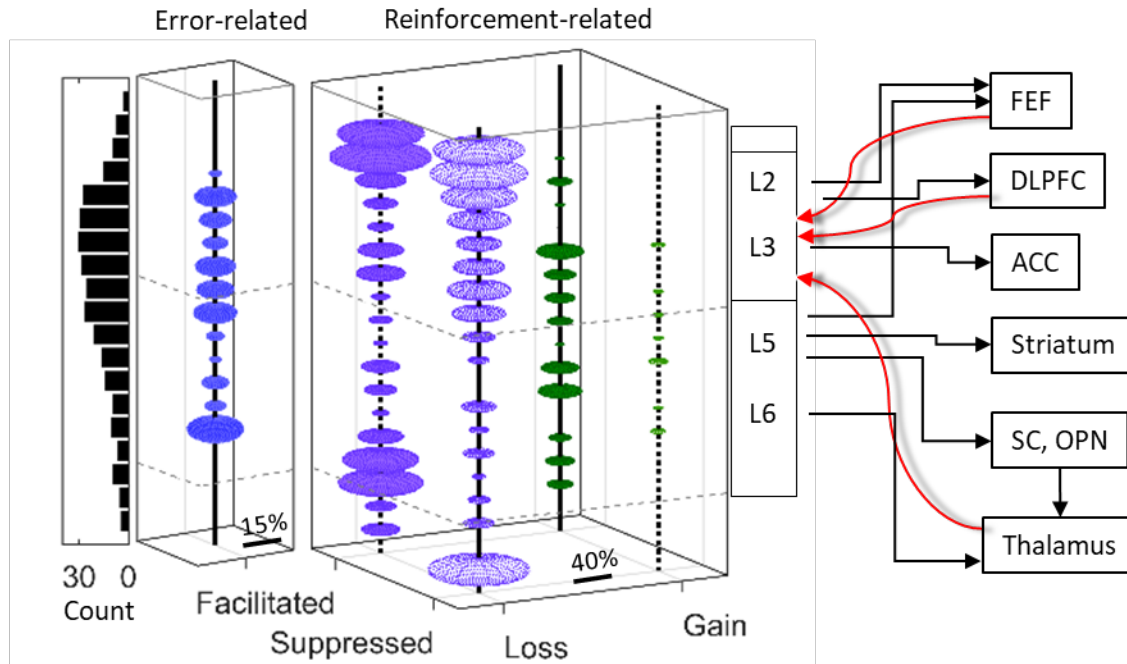 Error-related
Reinforcement-related
FEF
L2
DLPFC
L3
ACC
L5
Striatum
L6
SC, OPN
15%
40%
Thalamus
30 0
Count
Facilitated
Suppressed
Loss
Gain